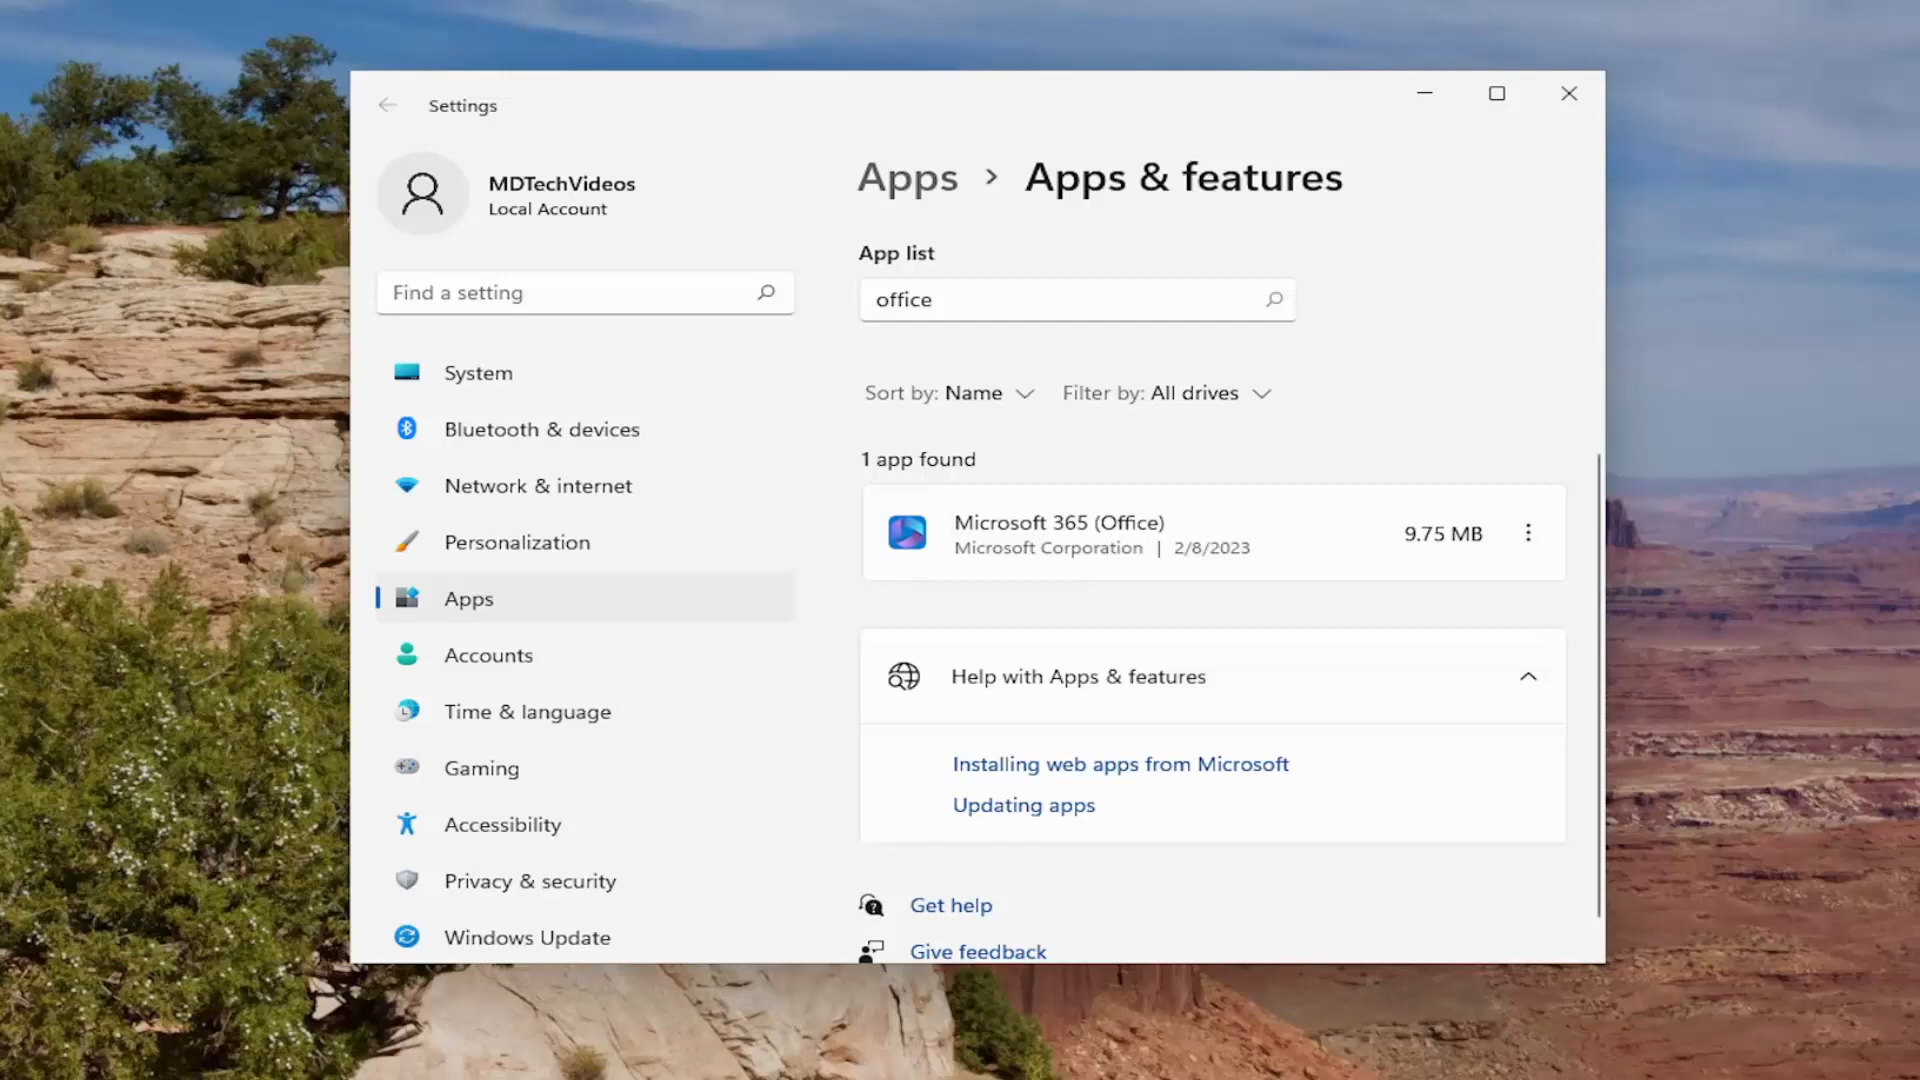 Settings
MDTechVideos
Local Account
Find a setting
System
Bluetooth & devices
Network & internet
Personalization
Apps
Accounts
Time & language
Gaming
Accessibility
Privacy & security
Windows Update
Apps > Apps & features
App list
office
Sort by: Name Filter by: All drives
1 app found
Microsoft 365 (Office)
Microsoft Corporation | 2/8/2023
9.75 MB
Help with Apps & features
Installing web apps from Microsoft
Updating apps
Get help
Give feedback